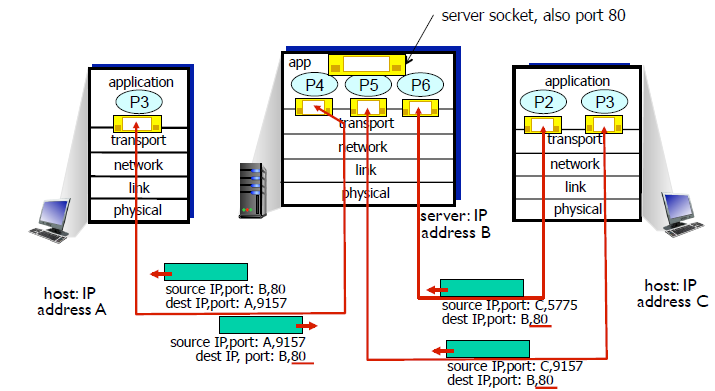 server socket, also port 80
application
P3
transport
network
link
physical
host: IP
address A
app
P4 P5 P6
transport
network
link
physical
server: IP
address B
application
P2 P3
transport
network
link
physical
host: IP
address C
source IP,port: B,80
dest IP,port: A,9157
source IP,port: A,9157
dest IP, port: B,80
source IP,port: C,5775
dest IP,port: B,80
source IP,port: C,9157
dest IP,port: B,80